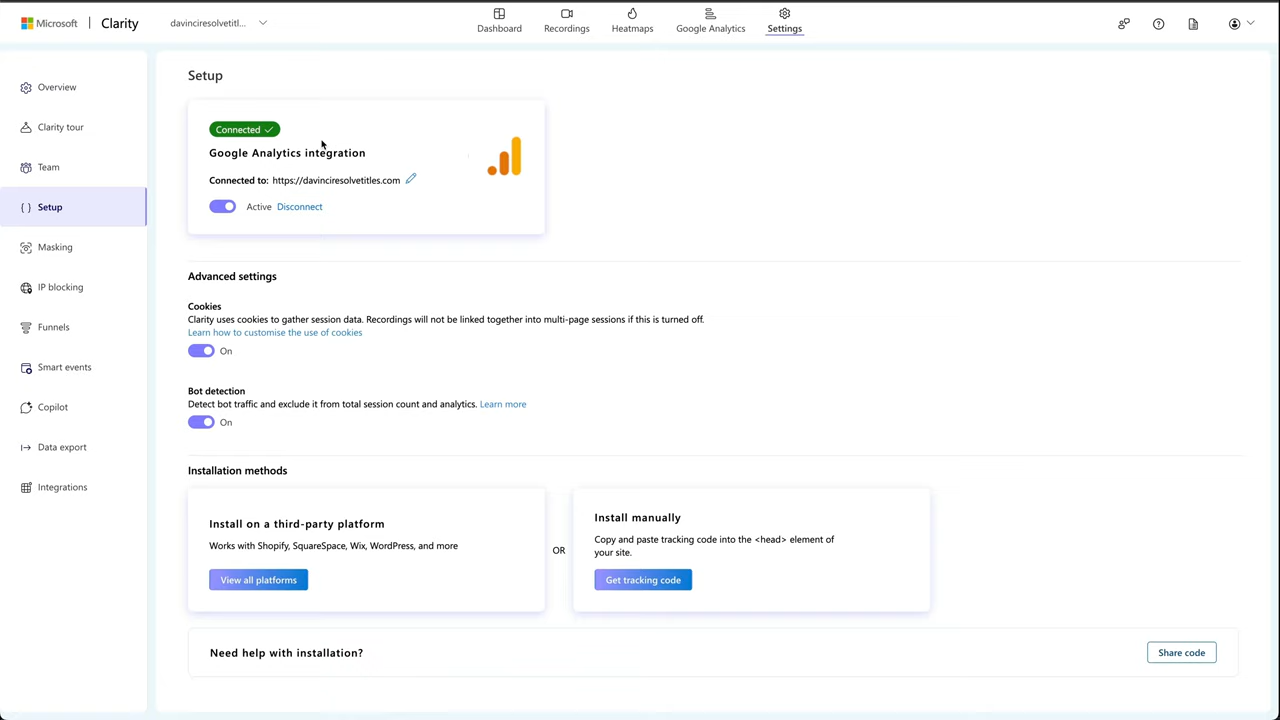 Microsoft | Clarity
davinciresolvetitl...
Dashboard
Recordings
Heatmaps
Google Analytics
Settings
Overview
Clarity tour
Team
Setup
Masking
IP blocking
Funnels
Smart events
Copilot
Data export
Integrations
Setup
Connected
Google Analytics integration
Connected to: https://davinciresolvetitles.com
Active Disconnect
Advanced settings
Cookies
Clarity uses cookies to gather session data. Recordings will not be linked together into multi-page sessions if this is turned off.
Learn how to customise the use of cookies
On
Bot detection
Detect bot traffic and exclude it from total session count and analytics. Learn more
On
Installation methods
Install on a third-party platform
Works with Shopify, SquareSpace, Wix, WordPress, and more
View all platforms
OR
Install manually
Copy and paste tracking code into the <head> element of
your site.
Get tracking code
Need help with installation?
Share code